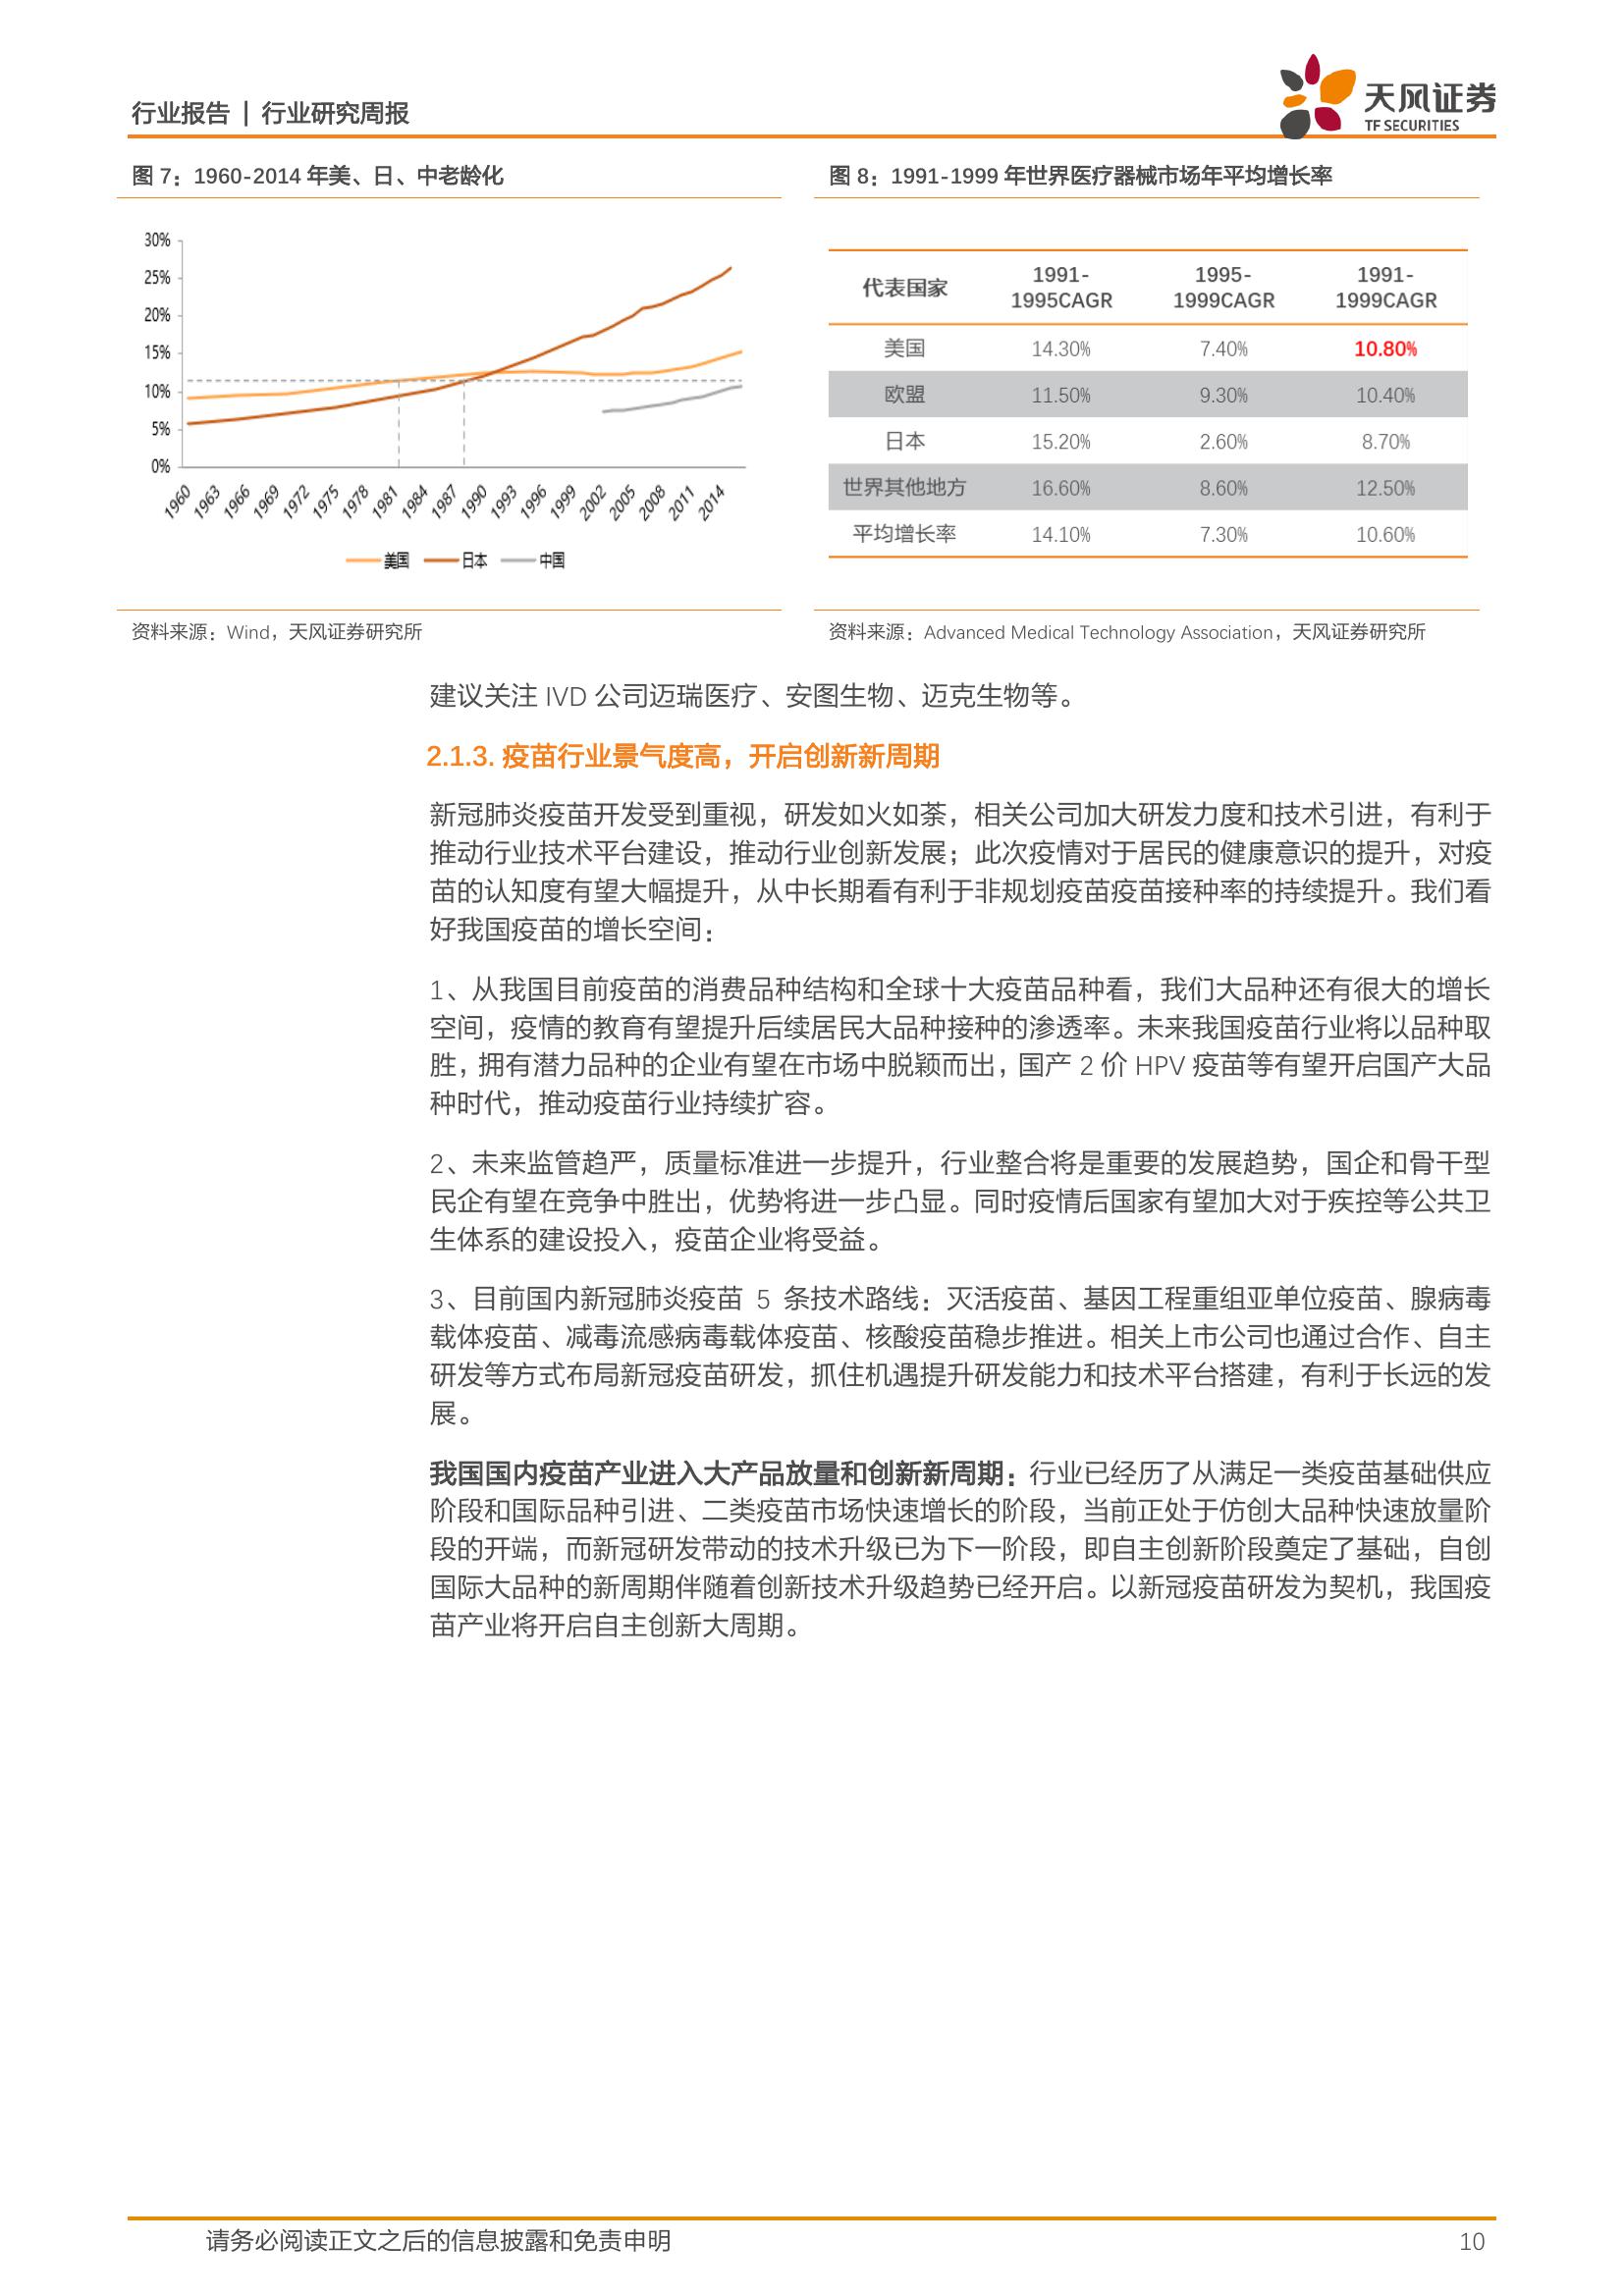 行业报告 | 行业研究周报
天风证券
TF SECURITIES
图 7：1960-2014 年美、日、中老龄化
30%
25%
20%
15%
10%
5%
0%
1960 1963 1966 1969 1972 1975 1978 1981 1984 1987 1990 1993 1996 1999 2002 2005 2008 2011 2014
美国 日本 中国
资料来源：Wind，天风证券研究所
图 8：1991-1999 年世界医疗器械市场年平均增长率
代表国家 1991-1995CAGR 1995-1999CAGR 1991-1999CAGR
美国 14.30% 7.40% 10.80%
欧盟 11.50% 9.30% 10.40%
日本 15.20% 2.60% 8.70%
世界其他地方 16.60% 8.60% 12.50%
平均增长率 14.10% 7.30% 10.60%
资料来源：Advanced Medical Technology Association，天风证券研究所
建议关注 IVD 公司迈瑞医疗、安图生物、迈克生物等。
2.1.3. 疫苗行业景气度高，开启创新新周期
新冠肺炎疫苗开发受到重视，研发如火如荼，相关公司加大研发力度和技术引进，有利于
推动行业技术平台建设，推动行业创新发展；此次疫情对于居民的健康意识的提升，对疫
苗的认知度有望大幅提升，从中长期看有利于非规划疫苗疫苗接种率的持续提升。我们看
好我国疫苗的增长空间：
1、从我国目前疫苗的消费品种结构和全球十大疫苗品种看，我们大品种还有很大的增长
空间，疫情的教育有望提升后续居民大品种接种的渗透率。未来我国疫苗行业将以品种取
胜，拥有潜力品种的企业有望在市场中脱颖而出，国产 2 价 HPV 疫苗等有望开启国产大品
种时代，推动疫苗行业持续扩容。
2、未来监管趋严，质量标准进一步提升，行业整合将是重要的发展趋势，国企和骨干型
民企有望在竞争中胜出，优势将进一步凸显。同时疫情后国家有望加大对于疾控等公共卫
生体系的建设投入，疫苗企业将受益。
3、目前国内新冠肺炎疫苗 5 条技术路线：灭活疫苗、基因工程重组亚单位疫苗、腺病毒
载体疫苗、减毒流感病毒载体疫苗、核酸疫苗稳步推进。相关上市公司也通过合作、自主
研发等方式布局新冠疫苗研发，抓住机遇提升研发能力和技术平台搭建，有利于长远的发
展。
我国国内疫苗产业进入大产品放量和创新新周期：行业已经历了从满足一类疫苗基础供应
阶段和国际品种引进、二类疫苗市场快速增长的阶段，当前正处于仿创大品种快速放量阶
段的开端，而新冠研发带动的技术升级已为下一阶段，即自主创新阶段奠定了基础，自创
国际大品种的新周期伴随着创新技术升级趋势已经开启。以新冠疫苗研发为契机，我国疫
苗产业将开启自主创新大周期。
请务必阅读正文之后的信息披露和免责申明
10